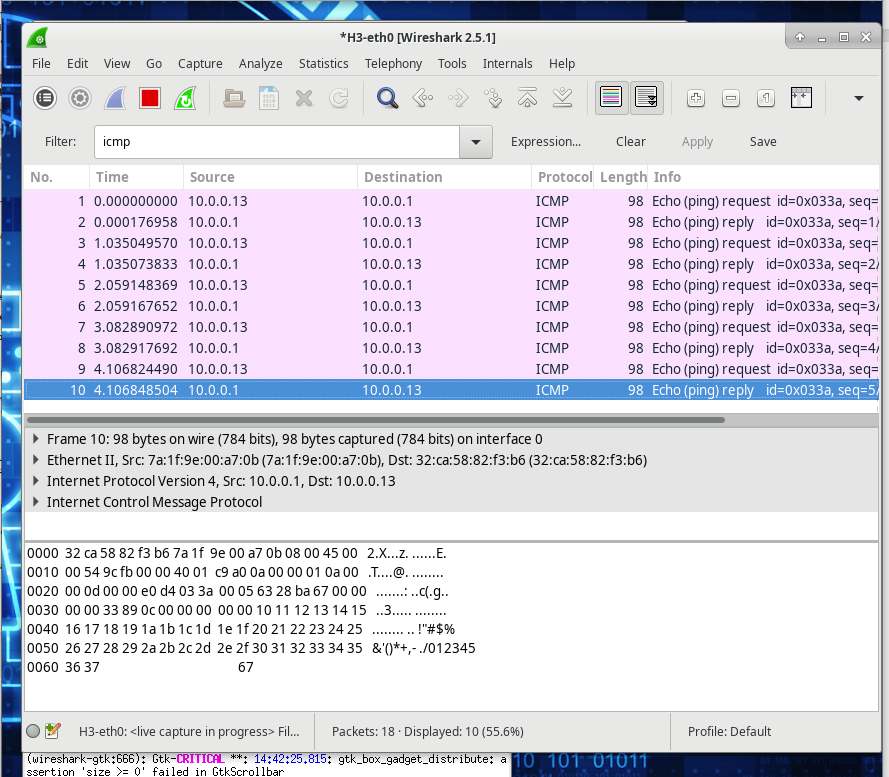 *H3-eth0 [Wireshark 2.5.1]
File Edit View Go Capture Analyze Statistics Telephony Tools Internals Help
Filter: icmp Expression... Clear Apply Save
No. Time Source Destination Protocol Length Info
1 0.000000000 10.0.0.13 10.0.0.1 ICMP 98 Echo (ping) request id=0x033a, seq=
2 0.000176958 10.0.0.1 10.0.0.13 ICMP 98 Echo (ping) reply id=0x033a, seq=1/
3 1.035049570 10.0.0.13 10.0.0.1 ICMP 98 Echo (ping) request id=0x033a, seq=
4 1.035073833 10.0.0.1 10.0.0.13 ICMP 98 Echo (ping) reply id=0x033a, seq=2/
5 2.059148369 10.0.0.13 10.0.0.1 ICMP 98 Echo (ping) request id=0x033a, seq=
6 2.059167652 10.0.0.1 10.0.0.13 ICMP 98 Echo (ping) reply id=0x033a, seq=3/
7 3.082890972 10.0.0.13 10.0.0.1 ICMP 98 Echo (ping) request id=0x033a, seq=
8 3.082917692 10.0.0.1 10.0.0.13 ICMP 98 Echo (ping) reply id=0x033a, seq=4/
9 4.106824490 10.0.0.13 10.0.0.1 ICMP 98 Echo (ping) request id=0x033a, seq=
10 4.106848504 10.0.0.1 10.0.0.13 ICMP 98 Echo (ping) reply id=0x033a, seq=5/
Frame 10: 98 bytes on wire (784 bits), 98 bytes captured (784 bits) on interface 0
Ethernet II, Src: 7a:1f:9e:00:a7:0b (7a:1f:9e:00:a7:0b), Dst: 32:ca:58:82:f3:b6 (32:ca:58:82:f3:b6)
Internet Protocol Version 4, Src: 10.0.0.1, Dst: 10.0.0.13
Internet Control Message Protocol
0000 32 ca 58 82 f3 b6 7a 1f 9e 00 a7 0b 08 00 45 00 2.X...z. ......E.
0010 00 54 9c fb 00 00 40 01 c9 a0 0a 00 00 01 0a 00 .T....@. ........
0020 00 0d 00 00 e0 d4 03 3a 00 05 63 28 ba 67 00 00 .......: ..c(.g..
0030 00 00 33 89 0c 00 00 00 00 00 10 11 12 13 14 15 ..3..... ........
0040 16 17 18 19 1a 1b 1c 1d 1e 1f 20 21 22 23 24 25 ........ .. !"#$%
0050 26 27 28 29 2a 2b 2c 2d 2e 2f 30 31 32 33 34 35 &'()*+,- ./012345
0060 36 37 67
H3-eth0: <live capture in progress> Fil... Packets: 18 · Displayed: 10 (55.6%) Profile: Default
(wireshark-gtk:666): Gtk-CRITICAL **: 14:42:25.815: gtk_box_gadget_distribute: a
ssertion 'size >= 0' failed in GtkScrollbar
10 101 01011